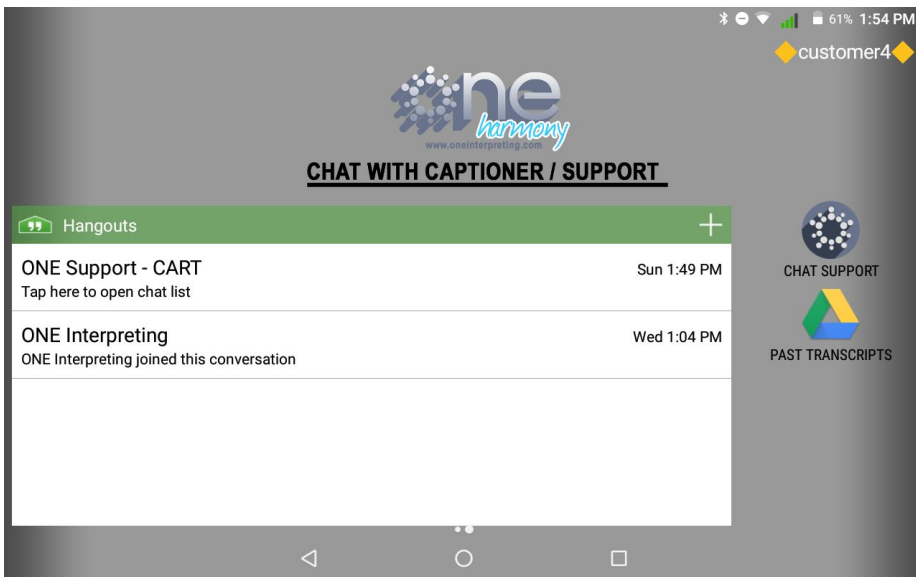 61% 1:54 PM
customer4
one
harmony
www.oneinterpreting.com
CHAT WITH CAPTIONER / SUPPORT
Hangouts
ONE Support - CART
Sun 1:49 PM
Tap here to open chat list
ONE Interpreting
Wed 1:04 PM
ONE Interpreting joined this conversation
CHAT SUPPORT
PAST TRANSCRIPTS